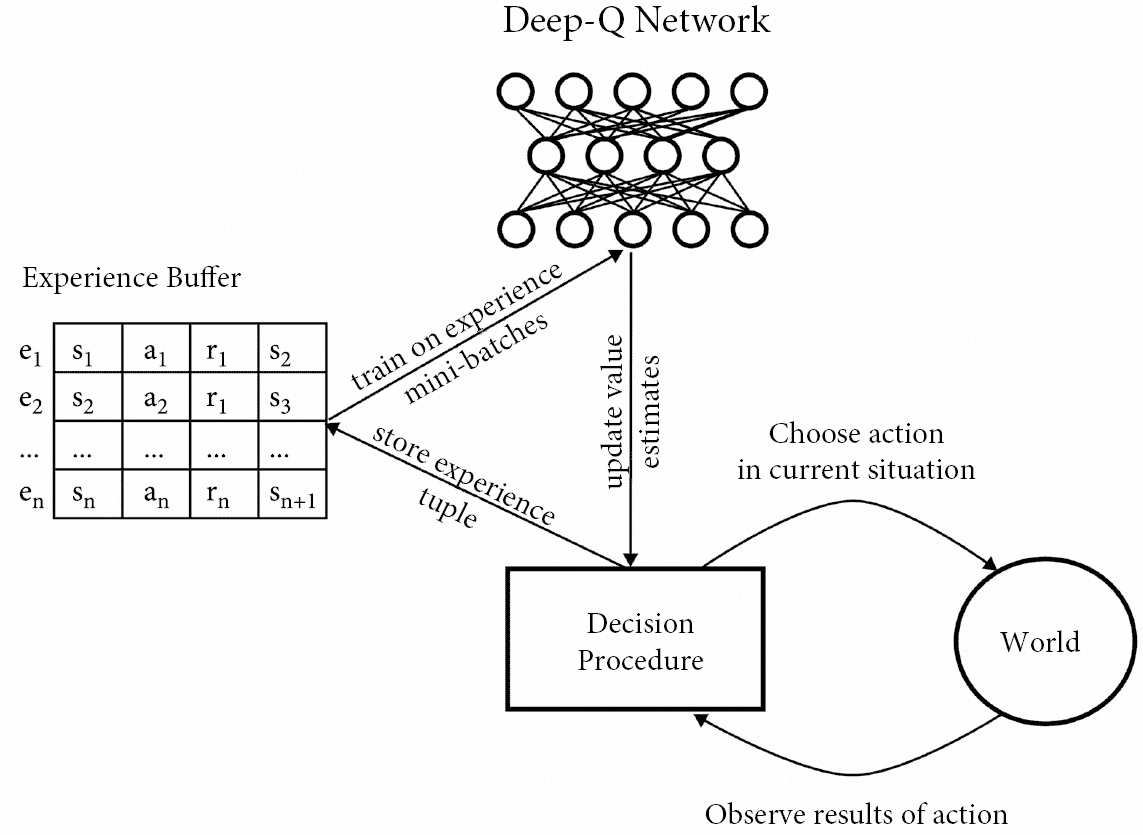 Deep-Q Network
Experience Buffer
e1 s1 a1 r1 s2
e2 s2 a2 r1 s3
... ... ... ... ...
en sn an rn sn+1
train on experience
mini-batches
store experience
tuple
update value
estimates
Choose action
in current situation
Decision
Procedure
World
Observe results of action